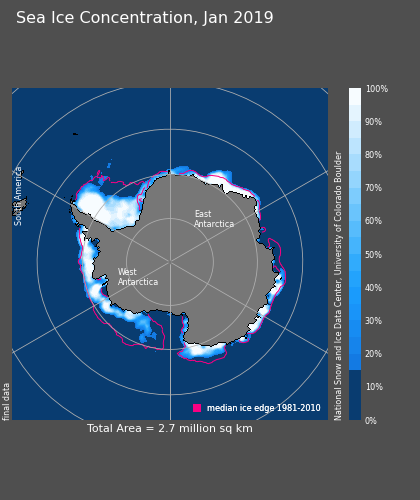 Sea Ice Concentration, Jan 2019
100%
90%
80%
70%
60%
50%
40%
30%
20%
10%
0%
South America
East
Antarctica
West
Antarctica
National Snow and Ice Data Center, University of Colorado Boulder
final data
median ice edge 1981-2010
Total Area = 2.7 million sq km